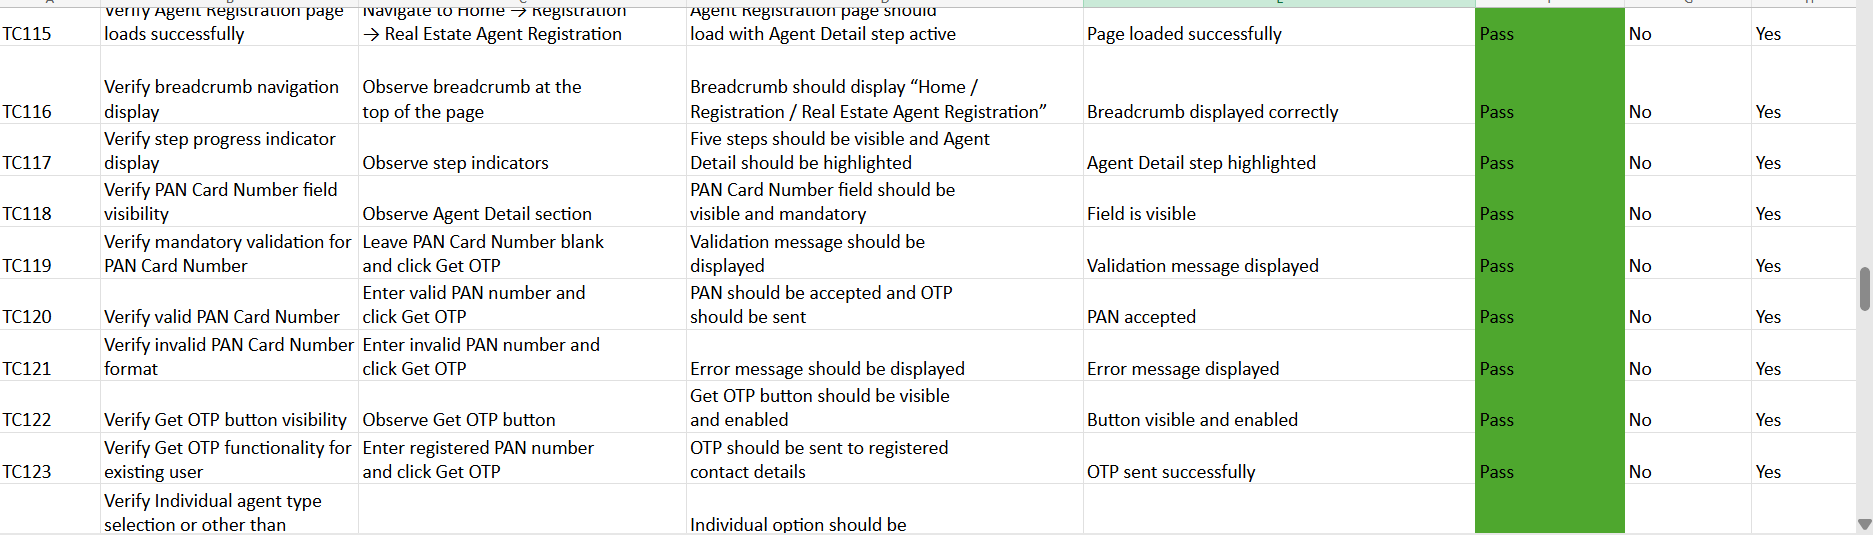 TC115
Verify Agent Registration page
loads successfully
Navigate to Home → Registration
→ Real Estate Agent Registration
Agent Registration page should
load with Agent Detail step active
Page loaded successfully
Pass
No
Yes
TC116
Verify breadcrumb navigation
display
Observe breadcrumb at the
top of the page
Breadcrumb should display “Home /
Registration / Real Estate Agent Registration”
Breadcrumb displayed correctly
Pass
No
Yes
TC117
Verify step progress indicator
display
Observe step indicators
Five steps should be visible and Agent
Detail should be highlighted
Agent Detail step highlighted
Pass
No
Yes
TC118
Verify PAN Card Number field
visibility
Observe Agent Detail section
PAN Card Number field should be
visible and mandatory
Field is visible
Pass
No
Yes
TC119
Verify mandatory validation for
PAN Card Number
Leave PAN Card Number blank
and click Get OTP
Validation message should be
displayed
Validation message displayed
Pass
No
Yes
TC120
Verify valid PAN Card Number
Enter valid PAN number and
click Get OTP
PAN should be accepted and OTP
should be sent
PAN accepted
Pass
No
Yes
TC121
Verify invalid PAN Card Number
format
Enter invalid PAN number and
click Get OTP
Error message should be displayed
Error message displayed
Pass
No
Yes
TC122
Verify Get OTP button visibility
Observe Get OTP button
Get OTP button should be visible
and enabled
Button visible and enabled
Pass
No
Yes
TC123
Verify Get OTP functionality for
existing user
Enter registered PAN number
and click Get OTP
OTP should be sent to registered
contact details
OTP sent successfully
Pass
No
Yes
Verify Individual agent type
selection or other than
Individual option should be